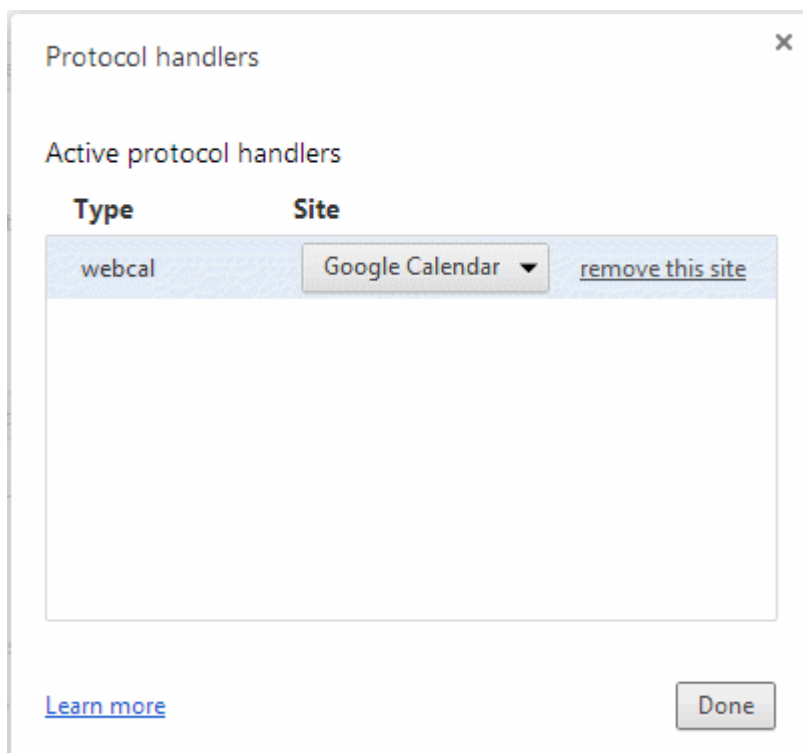 Protocol handlers
Active protocol handlers
Type Site
webcal Google Calendar remove this site
Learn more Done